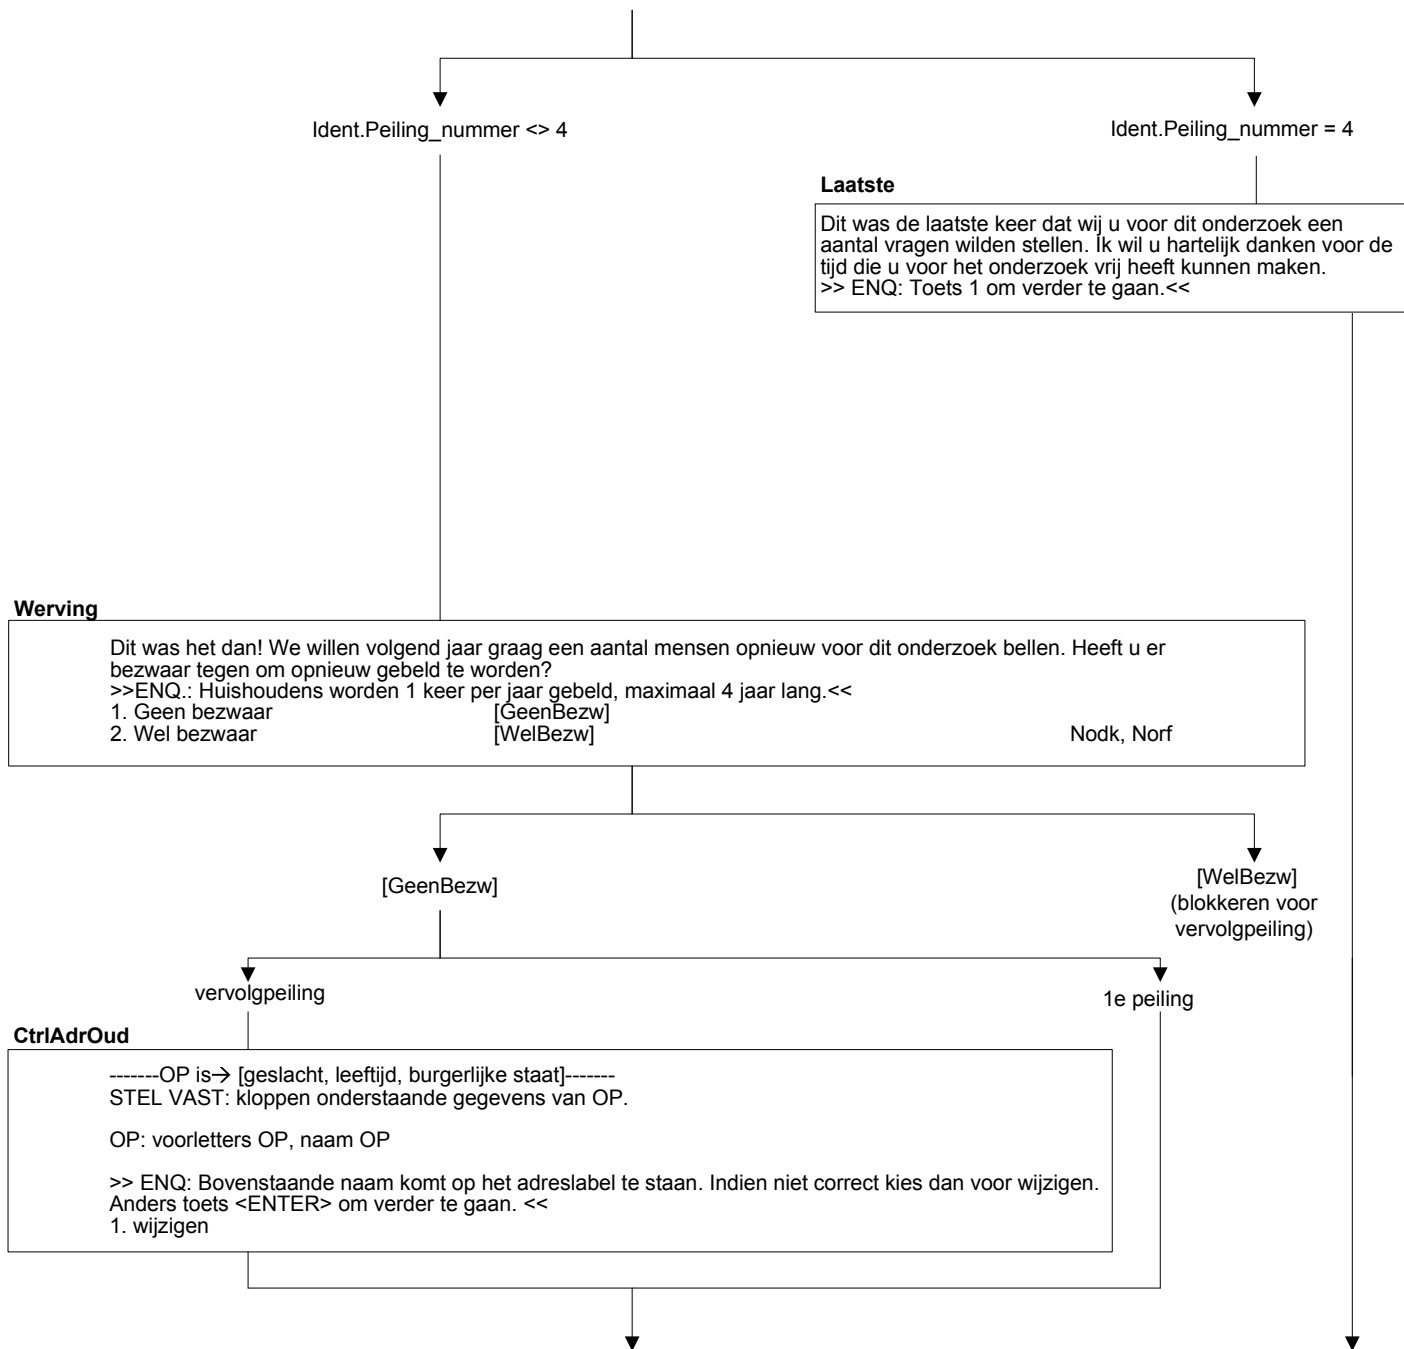 Ident.Peiling_nummer <> 4
Ident.Peiling_nummer = 4
Laatste
Dit was de laatste keer dat wij u voor dit onderzoek een
aantal vragen wilden stellen. Ik wil u hartelijk danken voor de
tijd die u voor het onderzoek vrij heeft kunnen maken.
>> ENQ: Toets 1 om verder te gaan.<<
Werving
Dit was het dan! We willen volgend jaar graag een aantal mensen opnieuw voor dit onderzoek bellen. Heeft u er
bezwaar tegen om opnieuw gebeld te worden?
>>ENQ.: Huishoudens worden 1 keer per jaar gebeld, maximaal 4 jaar lang.<<
1. Geen bezwaar [GeenBezw]
2. Wel bezwaar [WelBezw] Nodk, Norf
[GeenBezw]
[WelBezw]
(blokkeren voor
vervolgpeiling)
vervolgpeiling
1e peiling
CtrlAdrOud
-------OP is→ [geslacht, leeftijd, burgerlijke staat]-------
STEL VAST: kloppen onderstaande gegevens van OP.
OP: voorletters OP, naam OP
>> ENQ: Bovenstaande naam komt op het adreslabel te staan. Indien niet correct kies dan voor wijzigen.
Anders toets <ENTER> om verder te gaan. <<
1. wijzigen